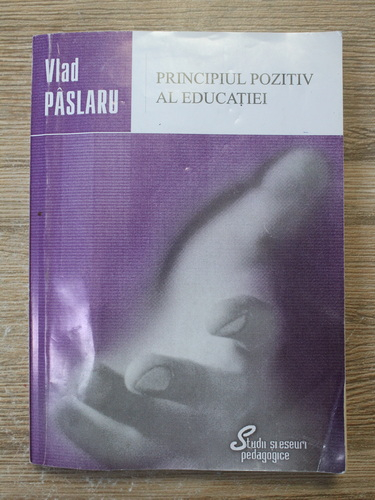 Vlad
PÂSLARU
PRINCIPIUL POZITIV
AL EDUCAȚIEI
Studii și eseuri
pedagogice